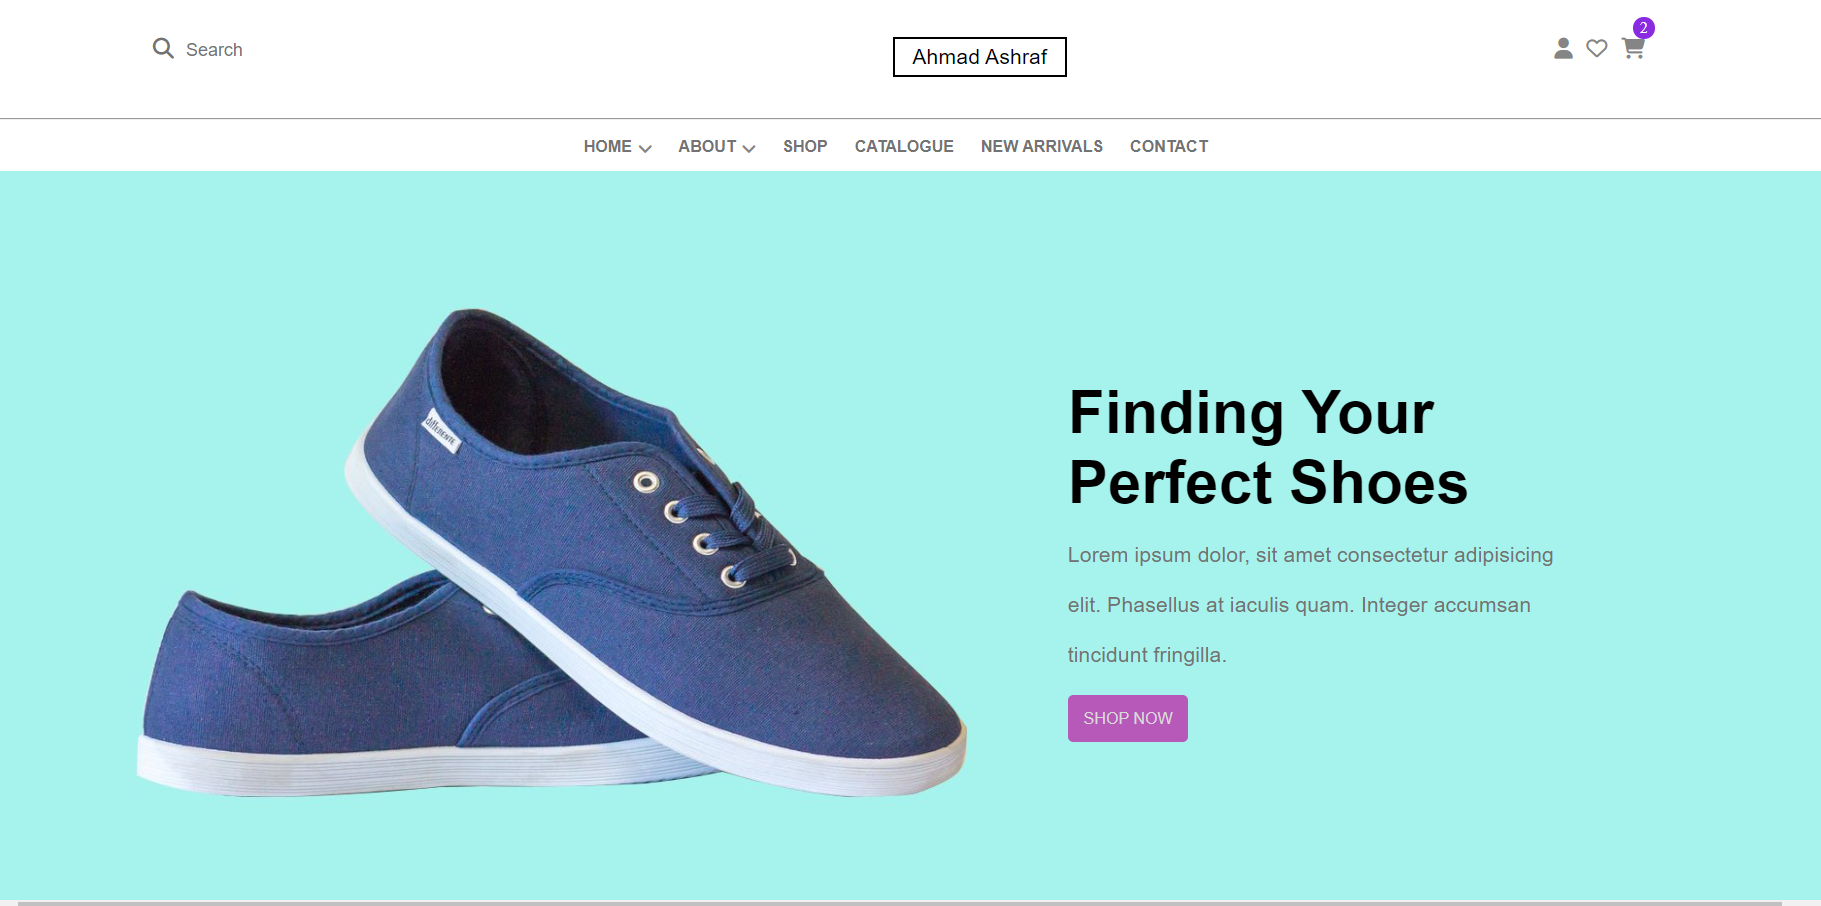 Search
Ahmad Ashraf
2
HOME
ABOUT
SHOP
CATALOGUE
NEW ARRIVALS
CONTACT
diffERENTE
Finding Your
Perfect Shoes
Lorem ipsum dolor, sit amet consectetur adipisicing
elit. Phasellus at iaculis quam. Integer accumsan
tincidunt fringilla.
SHOP NOW